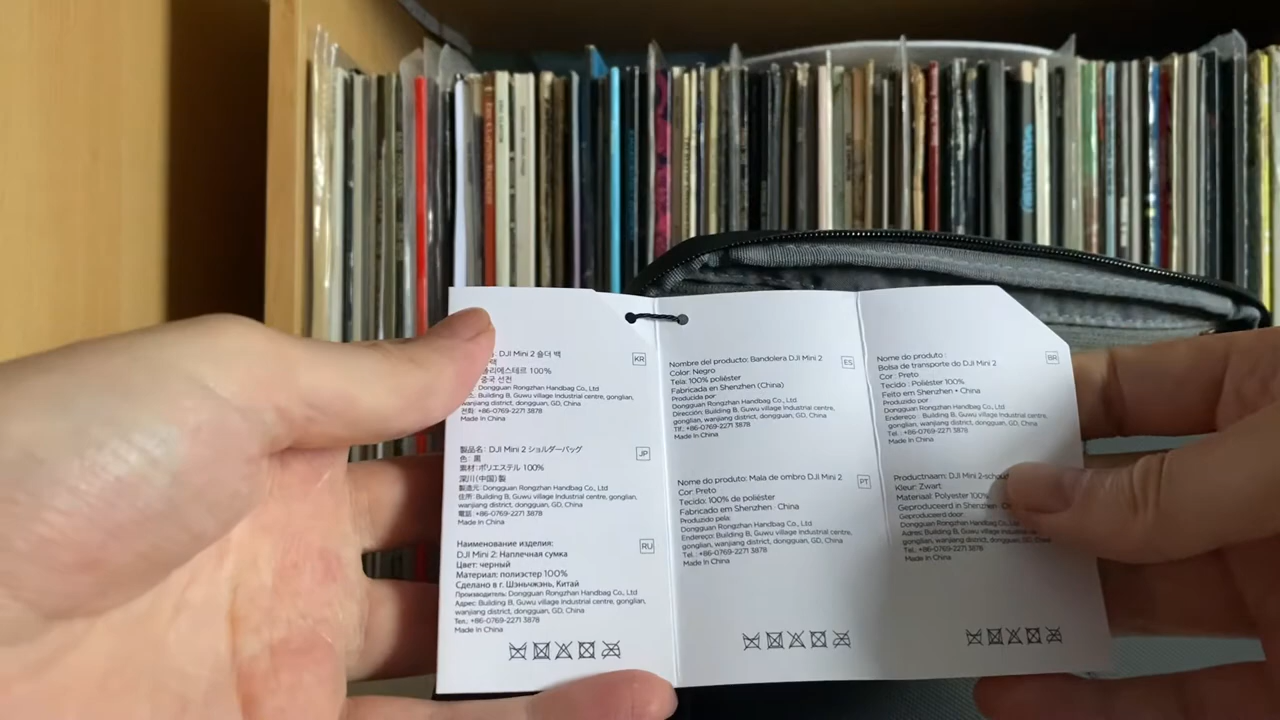 : DJI Mini 2 숄더 백
리에스테르 100%
중국 선전
Dongguan Rongzhan Handbag Co., Ltd
Building B, Guwu village Industrial centre, gonglian,
wanjiang district, dongguan, GD, China
전화: +86-0769-2271 3878
Made In China
KR
製品名: DJI Mini 2 ショルダーバッグ
色: 黒
素材:ポリエステル 100%
深川(中国)製
製造元: Dongguan Rongzhan Handbag Co., Ltd
住所: Building B, Guwu village Industrial centre, gonglian,
wanjiang district, dongguan, GD, China
電話: +86-0769-2271 3878
Made In China
JP
Наименование изделия:
DJI Mini 2: Наплечная сумка
Цвет: черный
Материал: полиэстер 100%
Сделано в г. Шэньчжэнь, Китай
Производитель: Dongguan Rongzhan Handbag Co., Ltd
Адрес: Building B, Guwu village Industrial centre, gonglian,
wanjiang district, dongguan, GD, China
Тел.: +86-0769-2271 3878
Made In China
RU
Nombre del producto: Bandolera DJI Mini 2
Color: Negro
Tela: 100% poliéster
Fabricada en Shenzhen (China)
Producida por
Dongguan Rongzhan Handbag Co., Ltd
Dirección: Building B, Guwu village Industrial centre,
gonglian, wanjiang district, dongguan, GD, China
Tlf.: +86-0769-2271 3878
Made In China
ES
Nome do produto: Mala de ombro DJI Mini 2
Cor: Preto
Tecido: 100% de poliéster
Fabricado em Shenzhen · China
Produzido pela:
Dongguan Rongzhan Handbag Co., Ltd
Endereço: Building B, Guwu village Industrial centre,
gonglian, wanjiang district, dongguan, GD, China
Tel.: +86-0769-2271 3878
Made In China
PT
Nome do produto :
Bolsa de transporte do DJI Mini 2
Cor : Preto
Tecido : Poliéster 100%
Feito em Shenzhen · China
Produzido por
Dongguan Rongzhan Handbag Co., Ltd
Endereço : Building B, Guwu village Industrial centre,
gonglian, wanjiang district, dongguan, GD, China
Tel.: +86-0769-2271 3878
Made In China
BR
Productnaam: DJI Mini 2-schou
Kleur: Zwart
Materiaal: Polyester 100%
Geproduceerd in Shenzhen · China
Geproduceerd door:
Dongguan Rongzhan Handbag Co., Ltd
Adres: Building B, Guwu village Industrial
gonglian, wanjiang district, dongguan, GD, China
Tel.: +86-0769-2271 3878
Made In China